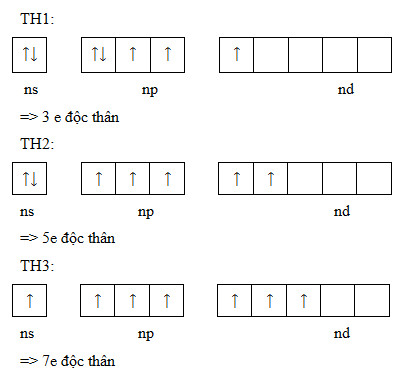 TH1:
↑↓ ↑↓ ↑ ↑ ↑
ns np nd
=> 3 e độc thân
TH2:
↑↓ ↑ ↑ ↑ ↑ ↑
ns np nd
=> 5e độc thân
TH3:
↑ ↑ ↑ ↑ ↑ ↑ ↑
ns np nd
=> 7e độc thân